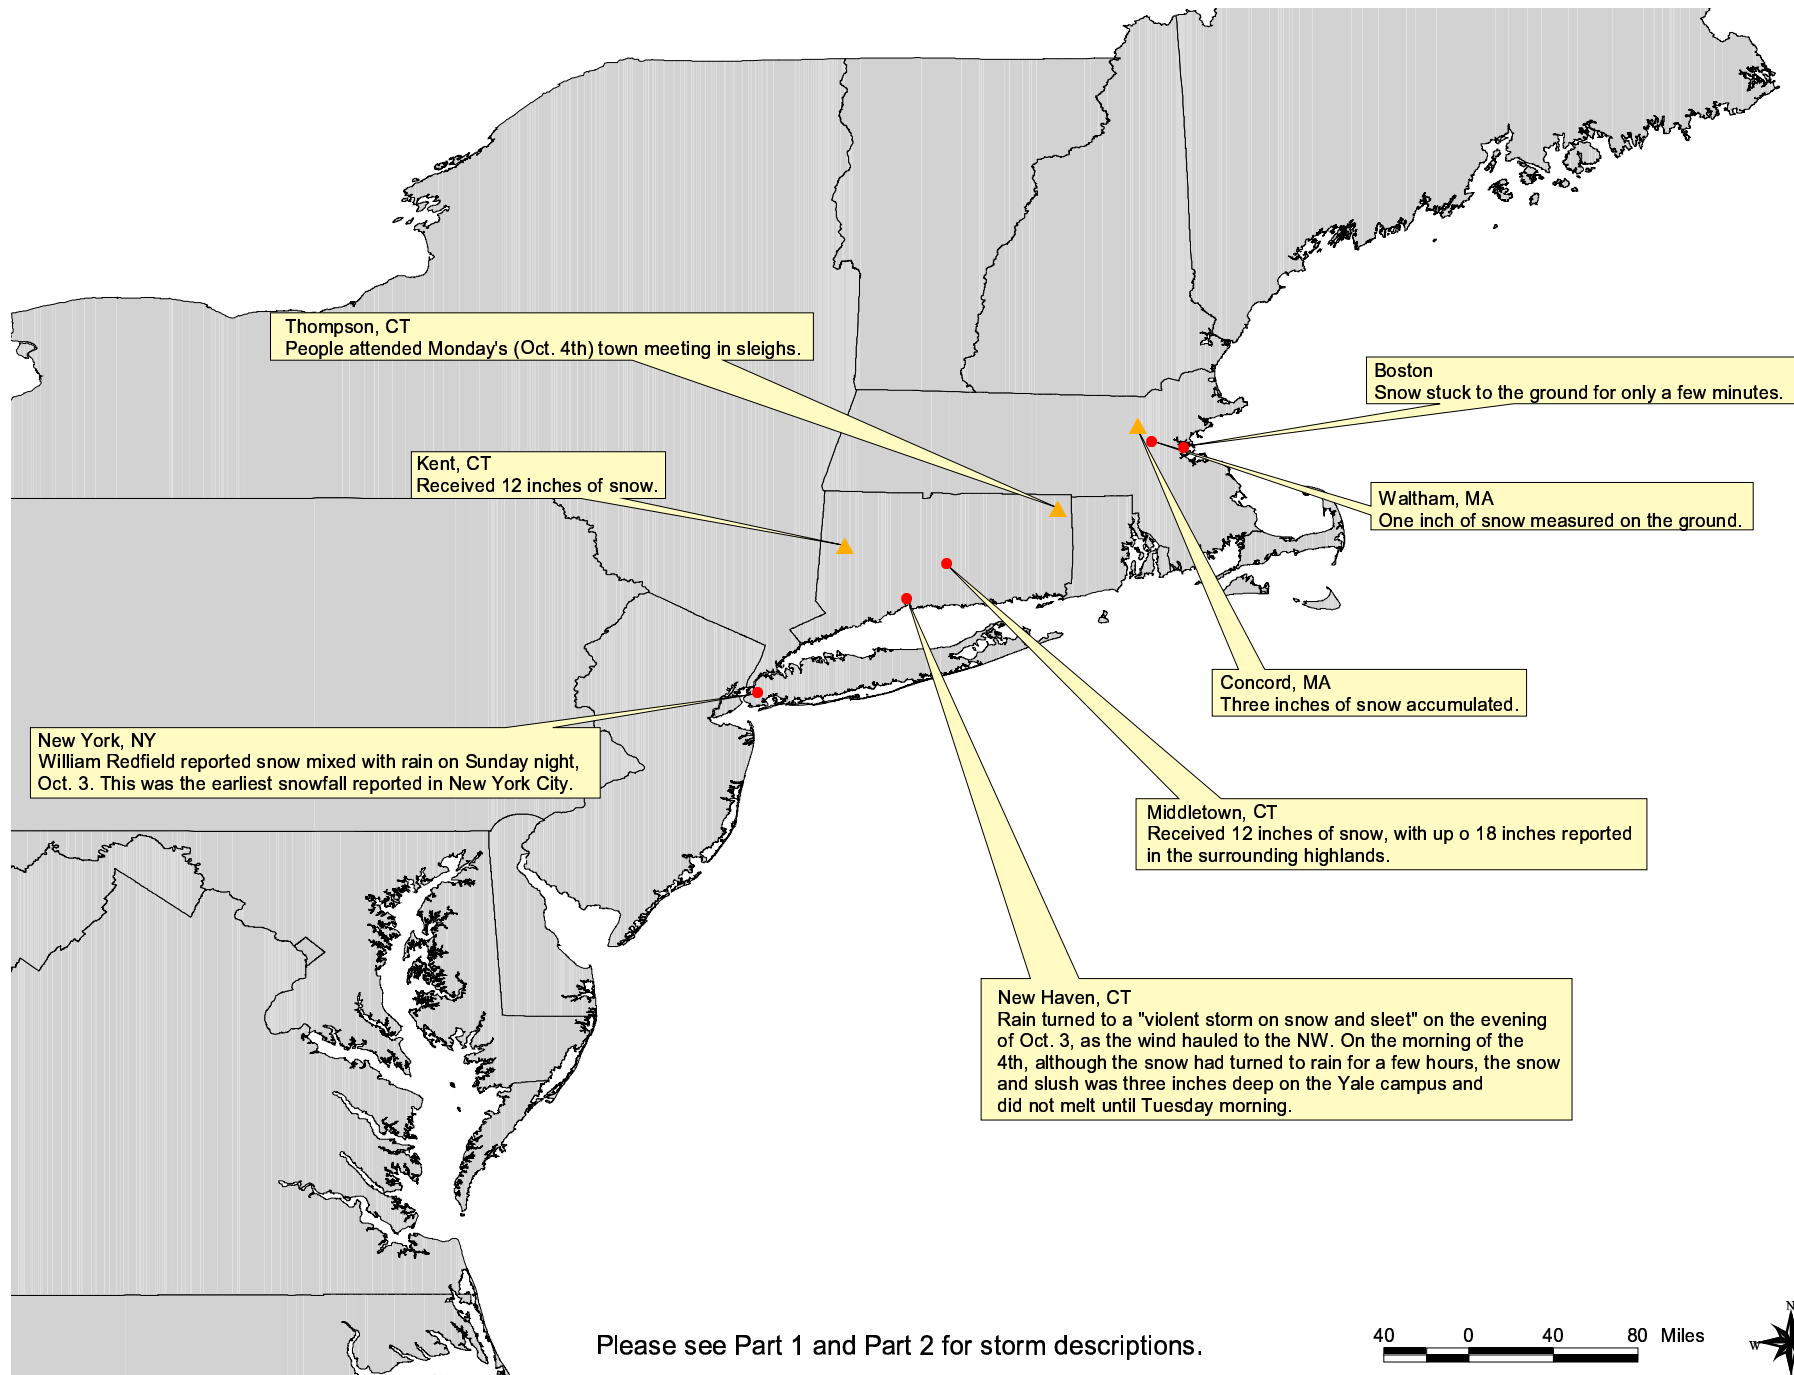 Thompson, CT
People attended Monday's (Oct. 4th) town meeting in sleighs.
Boston
Snow stuck to the ground for only a few minutes.
Kent, CT
Received 12 inches of snow.
Waltham, MA
One inch of snow measured on the ground.
Concord, MA
Three inches of snow accumulated.
New York, NY
William Redfield reported snow mixed with rain on Sunday night,
Oct. 3. This was the earliest snowfall reported in New York City.
Middletown, CT
Received 12 inches of snow, with up o 18 inches reported
in the surrounding highlands.
New Haven, CT
Rain turned to a "violent storm on snow and sleet" on the evening
of Oct. 3, as the wind hauled to the NW. On the morning of the
4th, although the snow had turned to rain for a few hours, the snow
and slush was three inches deep on the Yale campus and
did not melt until Tuesday morning.
Please see Part 1 and Part 2 for storm descriptions.
40 0 40 80 Miles
N
W